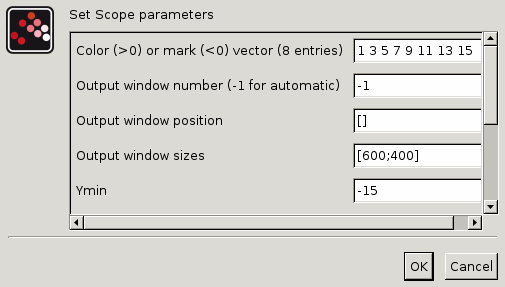 Set Scope parameters
Color (>0) or mark (<0) vector (8 entries) 1 3 5 7 9 11 13 15
Output window number (-1 for automatic) -1
Output window position []
Output window sizes [600;400]
Ymin -15
OK Cancel